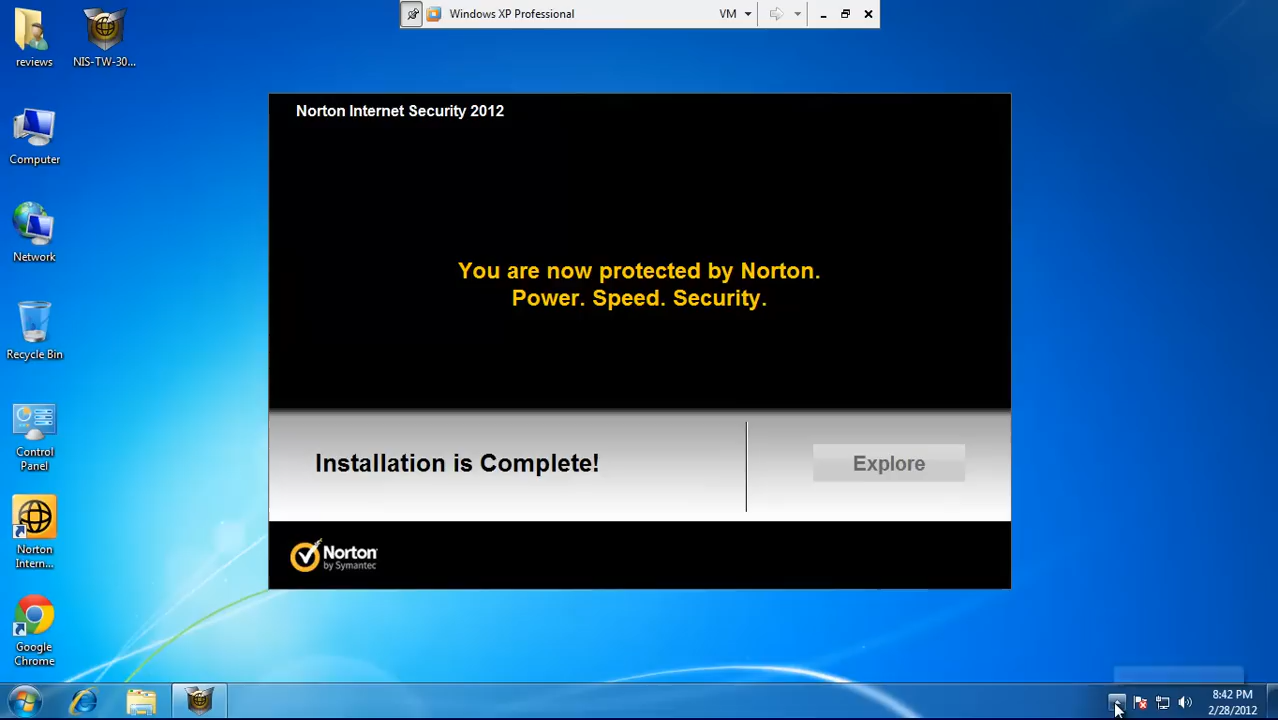 Windows XP Professional
VM
reviews
NIS-TW-30...
Computer
Network
Recycle Bin
Control
Panel
Norton
Intern...
Google
Chrome
Norton Internet Security 2012
You are now protected by Norton.
Power. Speed. Security.
Installation is Complete!
Explore
Norton
by Symantec
8:42 PM
2/28/2012